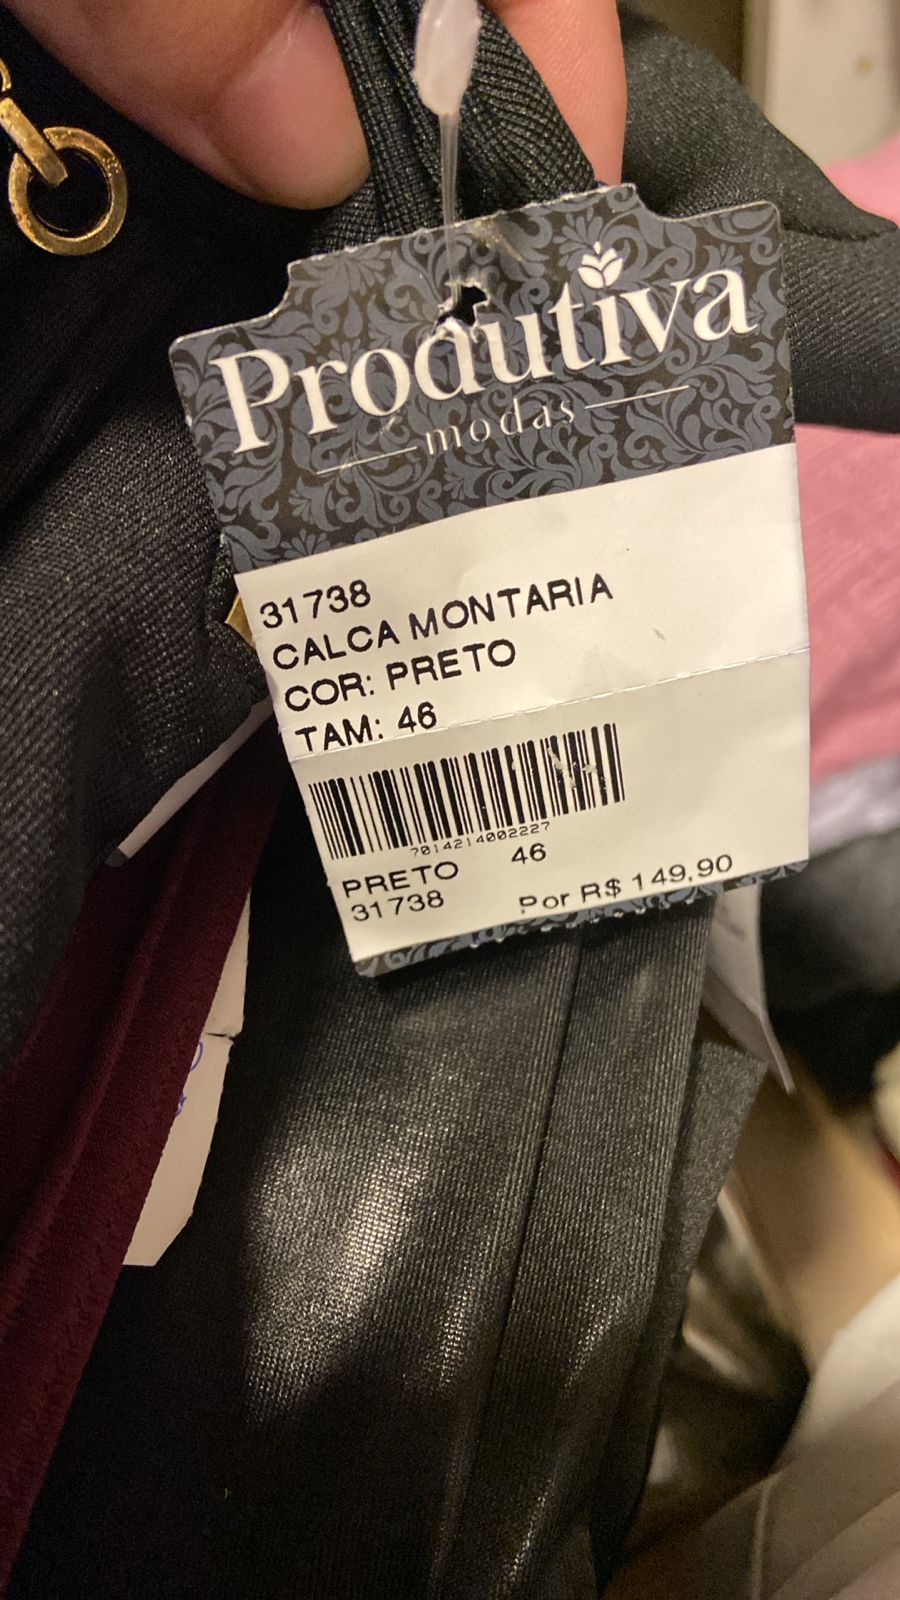 Produtiva
modas
31738
CALCA MONTARIA
COR: PRETO
TAM: 46
7014214002227
PRETO 46
31738 Por R$ 149,90